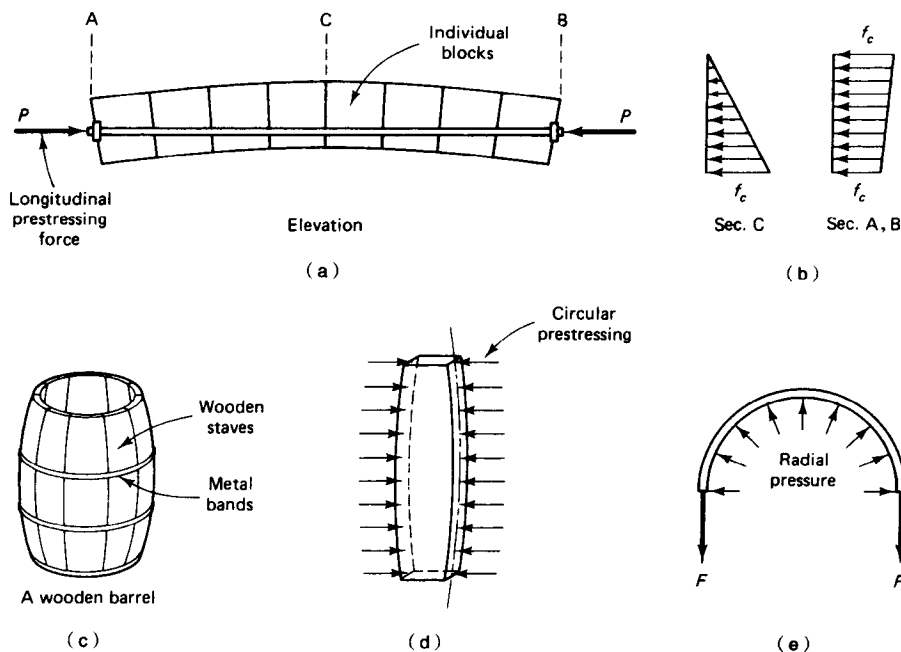 A
C
B
Individual
blocks
P
P
Longitudinal
prestressing
force
Elevation
(a)
f_c
f_c
f_c
f_c
Sec. C
Sec. A, B
(b)
Wooden
staves
Metal
bands
A wooden barrel
(c)
Circular
prestressing
(d)
Radial
pressure
F
(e)